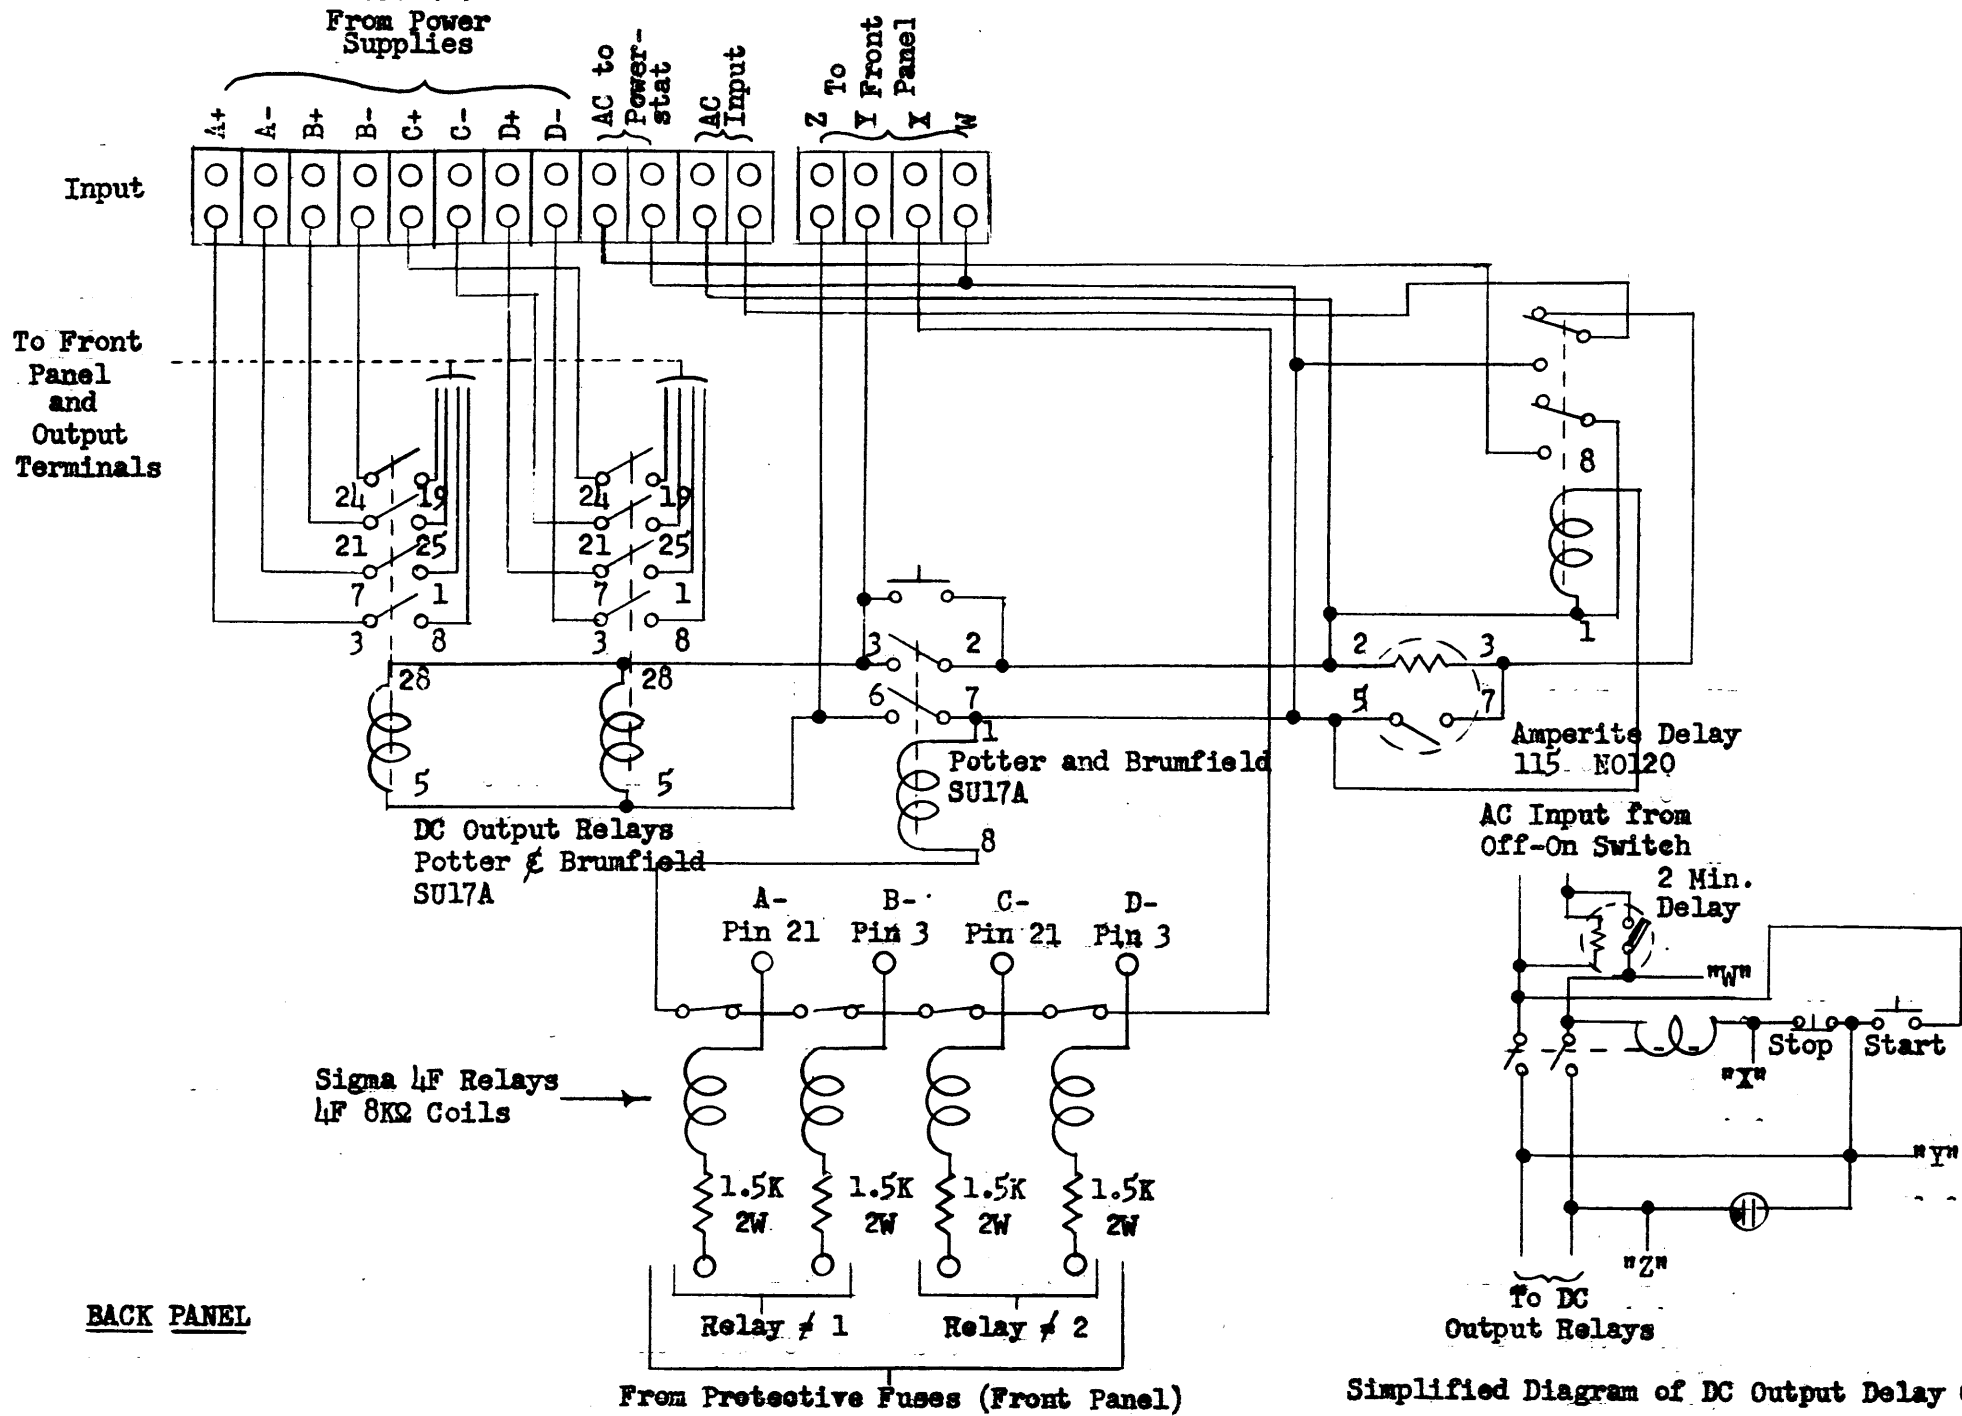 From Power
Supplies
A+
A-
B+
B-
C+
C-
D+
D-
AC to
Power-
stat
AC
Input
Z
Y
X
W
To
Front
Panel
Input
To Front
Panel
and
Output
Terminals
24
19
21
25
7
1
3
8
28
5
24
19
21
25
7
1
3
8
28
5
3
2
6
7
1
8
8
1
2
3
5
7
Potter and Brumfield
SU17A
Amperite Delay
115 NO120
DC Output Relays
Potter & Brumfield
SU17A
AC Input from
Off-On Switch
2 Min.
Delay
A-
Pin 21
B-
Pin 3
C-
Pin 21
D-
Pin 3
"W"
Stop
Start
"X"
Sigma 4F Relays
4F 8KΩ Coils
1.5K
2W
1.5K
2W
1.5K
2W
1.5K
2W
"Y"
"Z"
To DC
Output Relays
Relay # 1
Relay # 2
BACK PANEL
From Protective Fuses (Front Panel)
Simplified Diagram of DC Output Delay